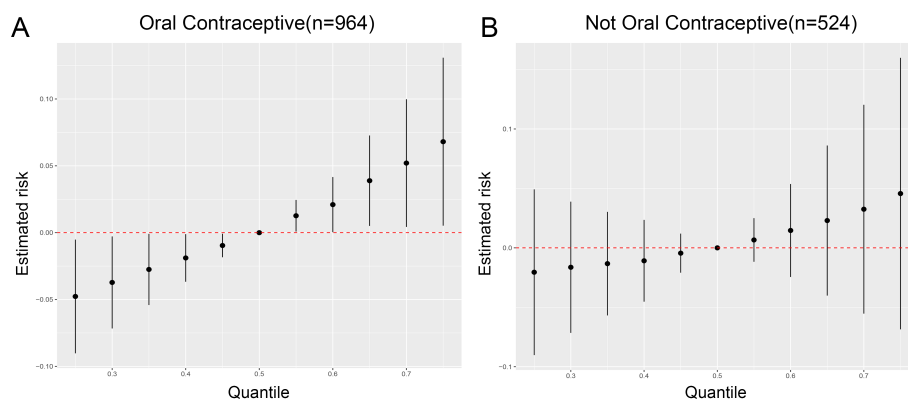 A
Oral Contraceptive(n=964)
Estimated risk
0.10
0.05
0.00
−0.05
−0.10
0.3
0.4
0.5
0.6
0.7
Quantile
B
Not Oral Contraceptive(n=524)
Estimated risk
0.1
0.0
−0.1
0.3
0.4
0.5
0.6
0.7
Quantile